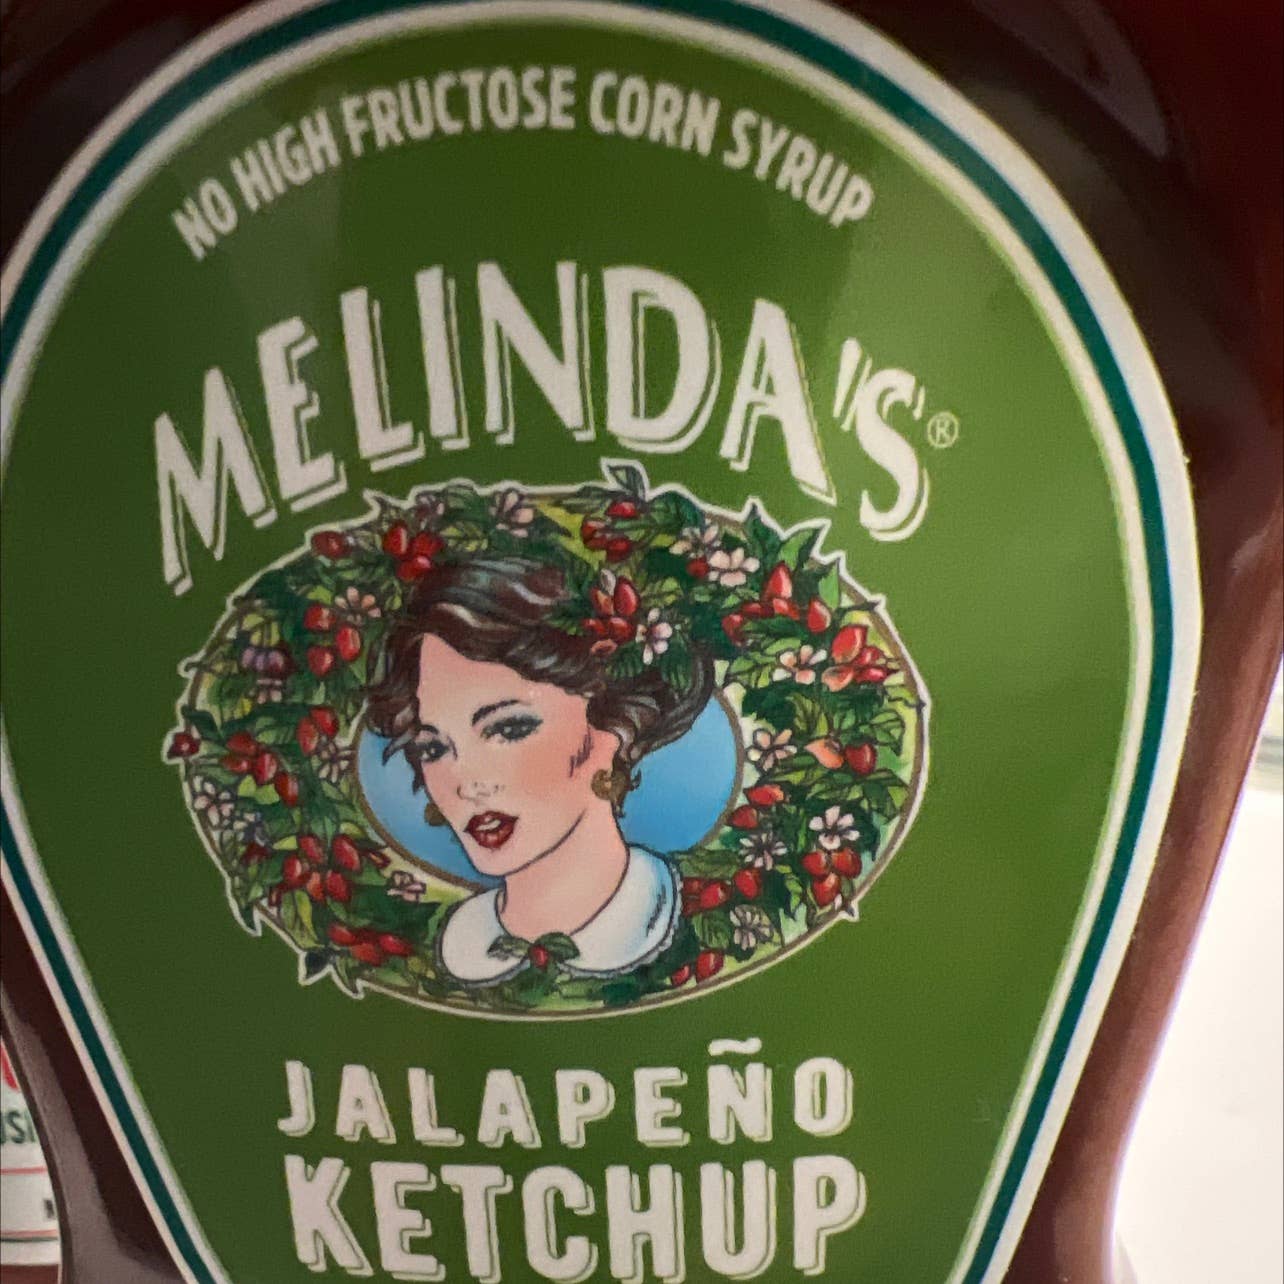 NO HIGH FRUCTOSE CORN SYRUP
MELINDA'S®
JALAPEÑO
KETCHUP